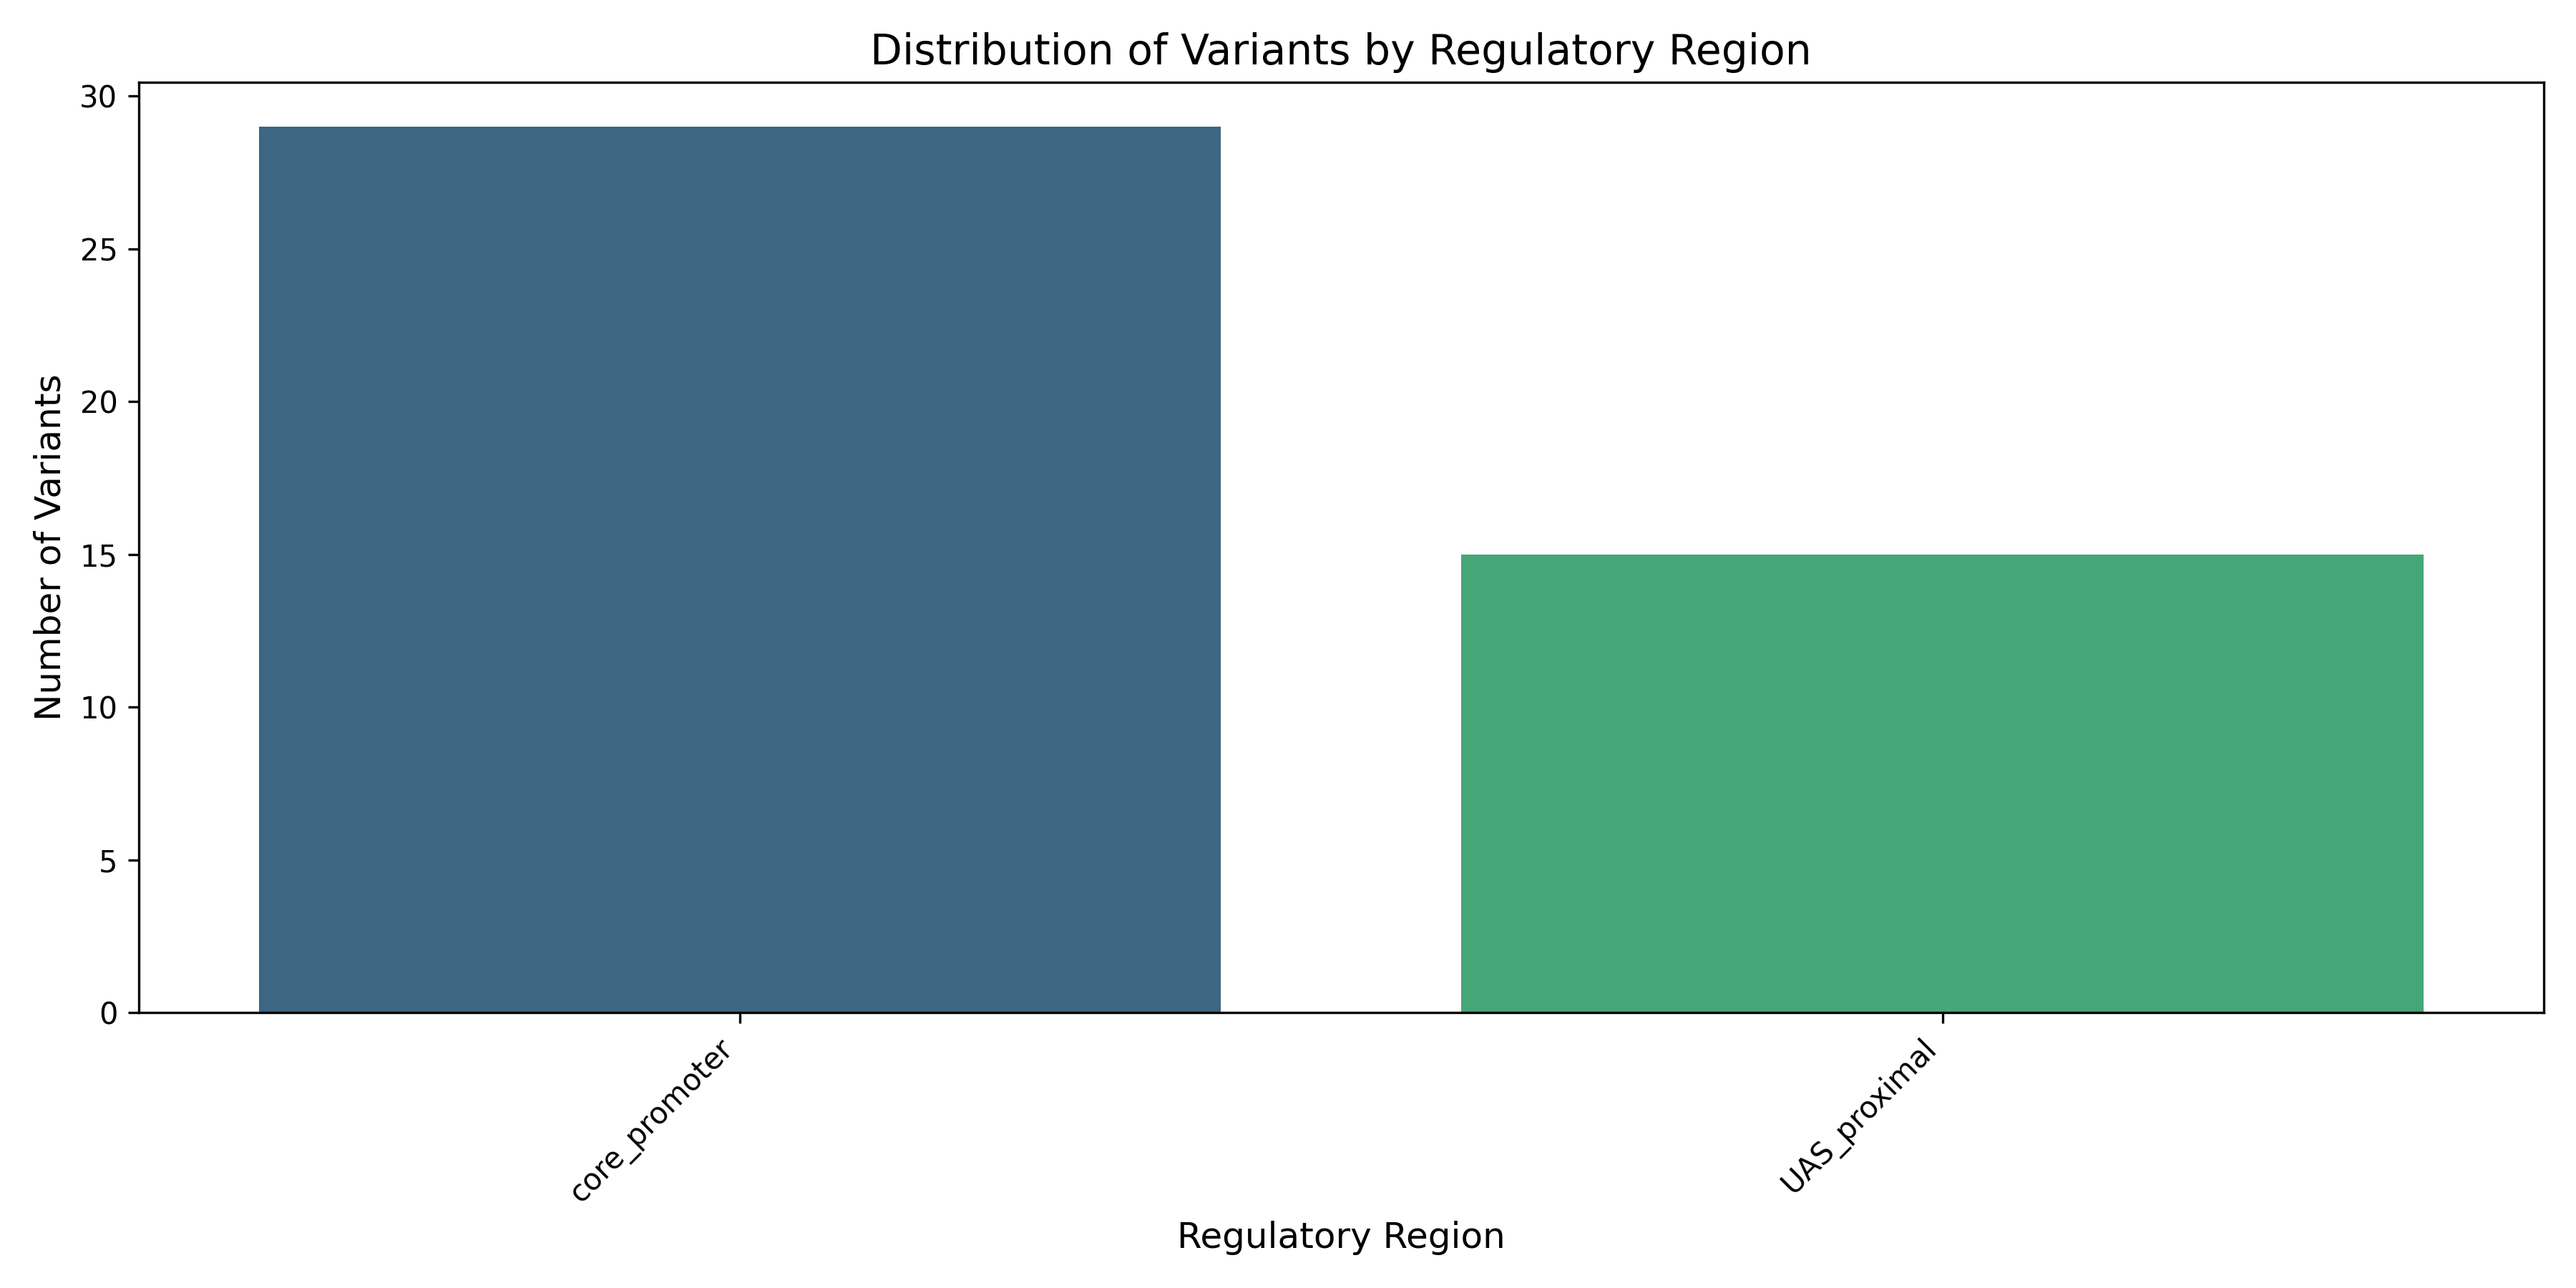 Distribution of Variants by Regulatory Region
Number of Variants
30
25
20
15
10
5
0
core_promoter
UAS_proximal
Regulatory Region